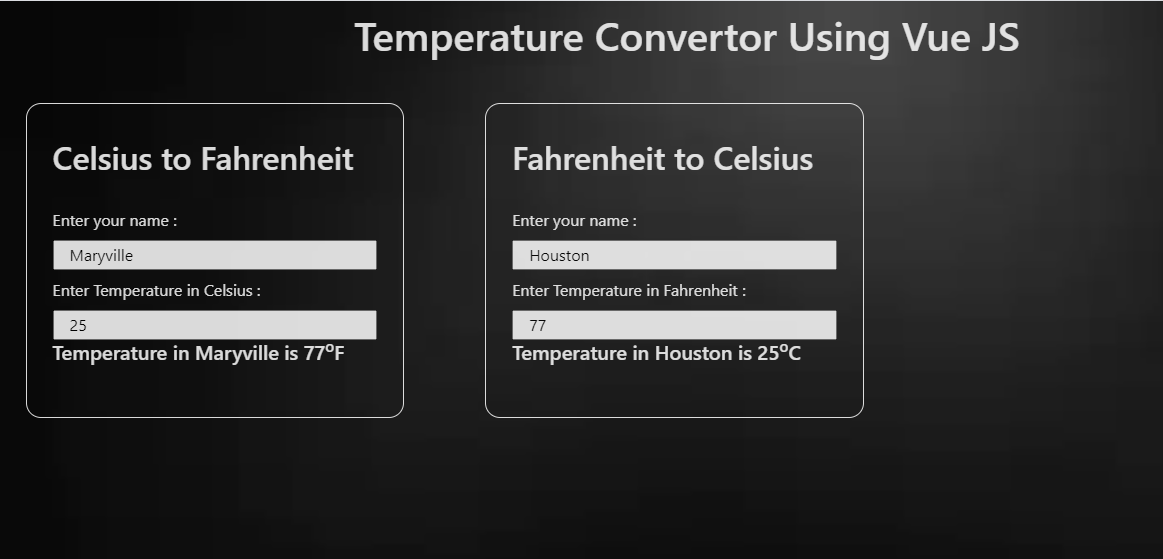 Temperature Convertor Using Vue JS
Celsius to Fahrenheit
Enter your name :
Maryville
Enter Temperature in Celsius :
25
Temperature in Maryville is 77ºF
Fahrenheit to Celsius
Enter your name :
Houston
Enter Temperature in Fahrenheit :
77
Temperature in Houston is 25ºC